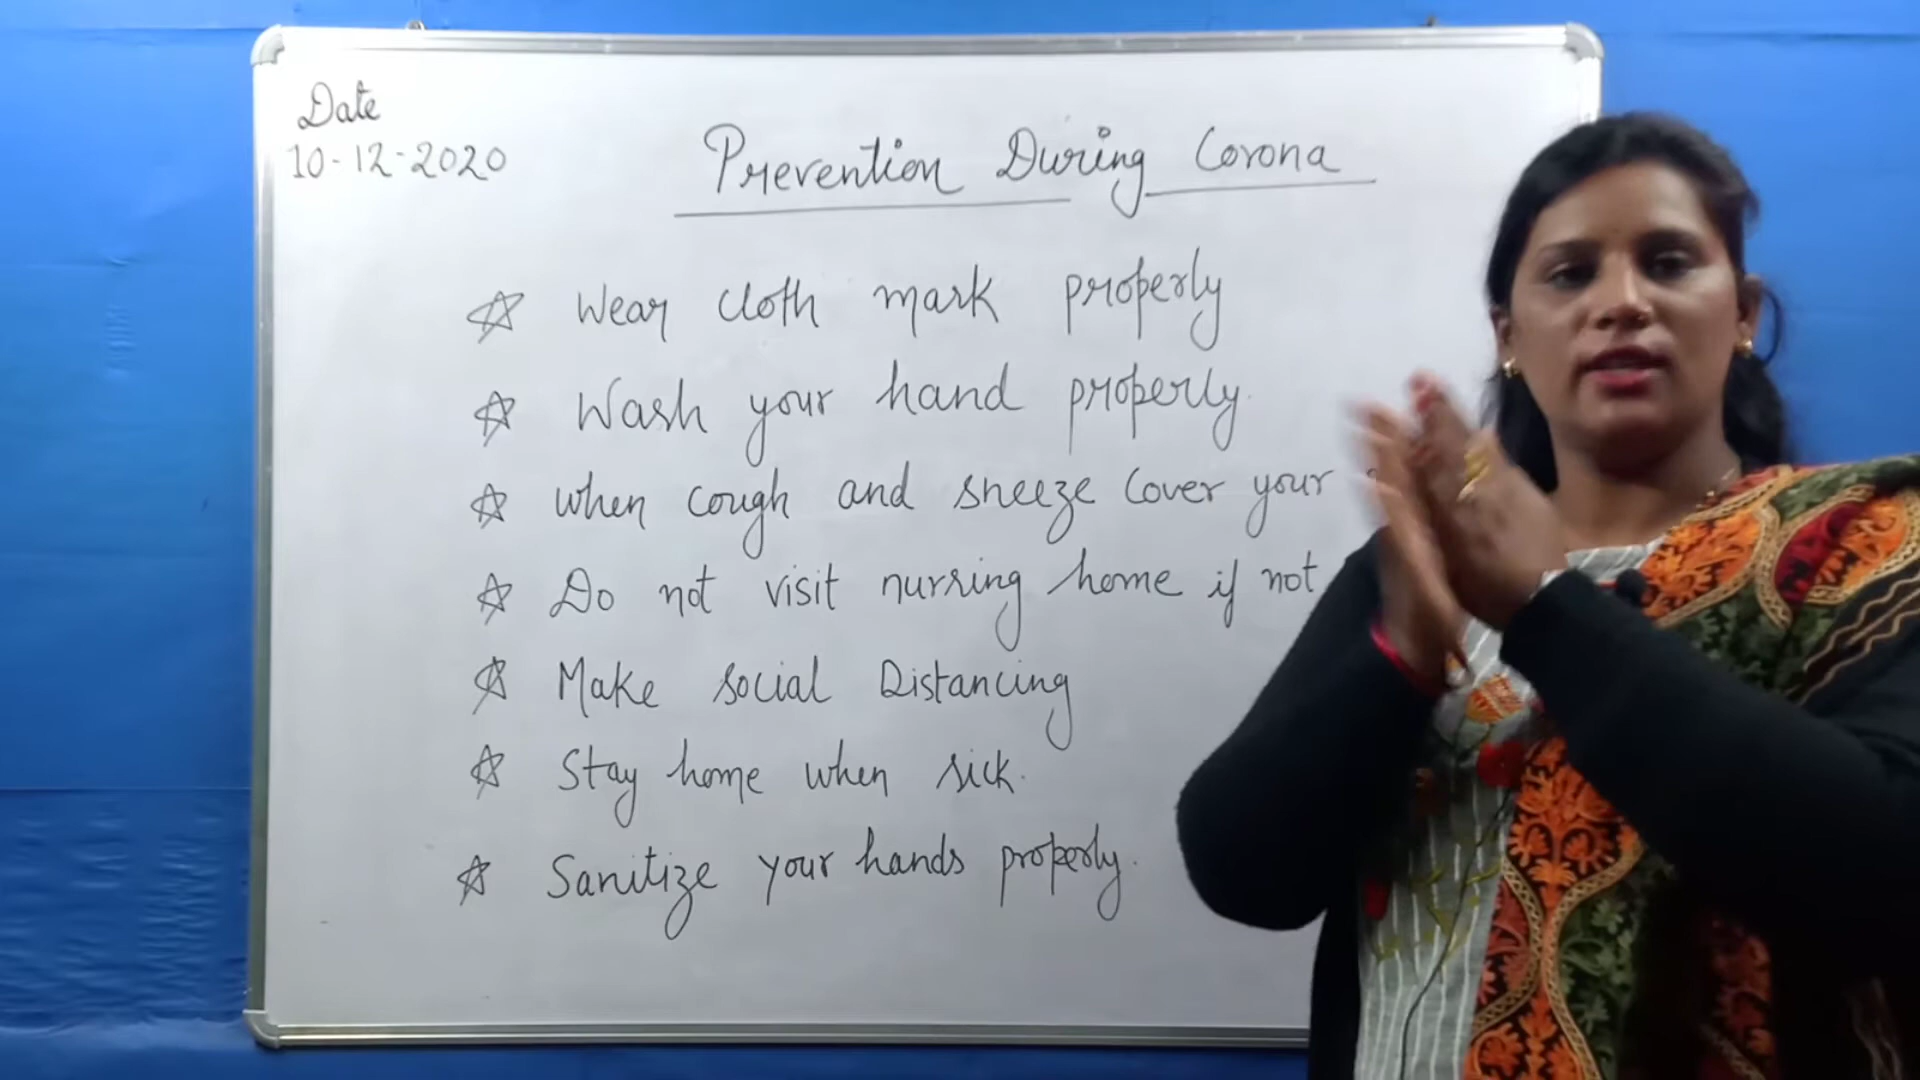 Date
10-12-2020
Prevention During Corona
☆ Wear cloth mark properly
☆ Wash your hand properly.
☆ when cough and sneeze cover your
☆ Do not visit nursing home if not
☆ Make social Distancing
☆ Stay home when sick.
☆ Sanitize your hands properly.